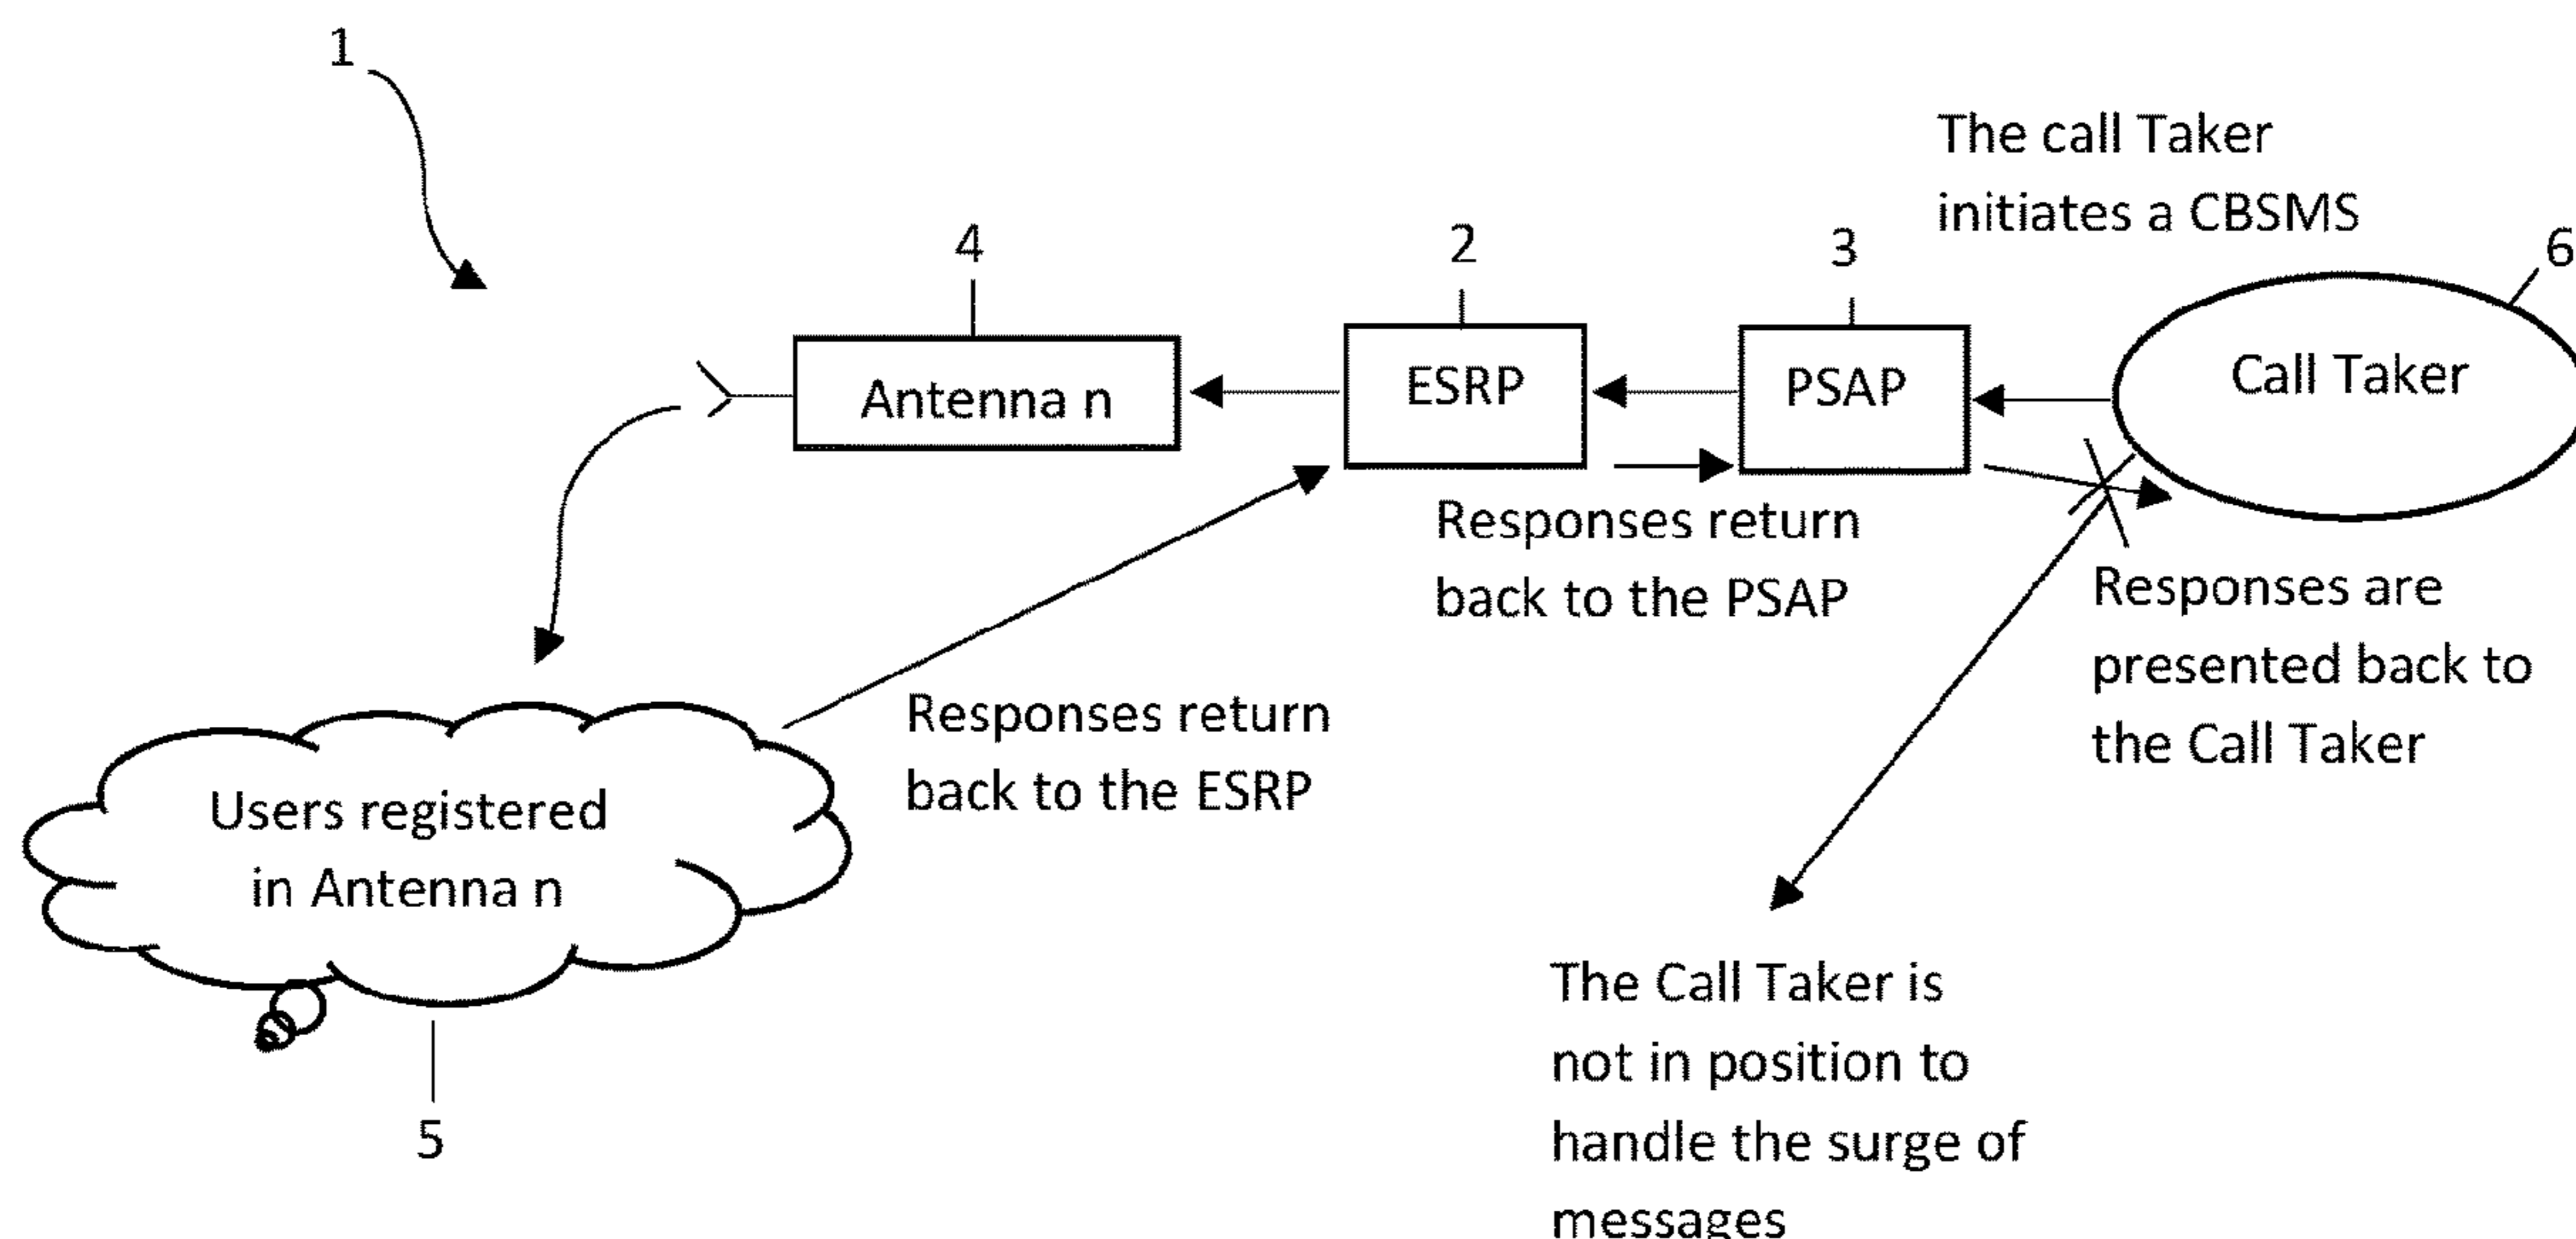 1
The call Taker
initiates a CBSMS
4
2
3
6
Antenna n
ESRP
PSAP
Call Taker
Responses return
back to the PSAP
Responses are
presented back to
the Call Taker
Responses return
back to the ESRP
Users registered
in Antenna n
5
The Call Taker is
not in position to
handle the surge of
messages